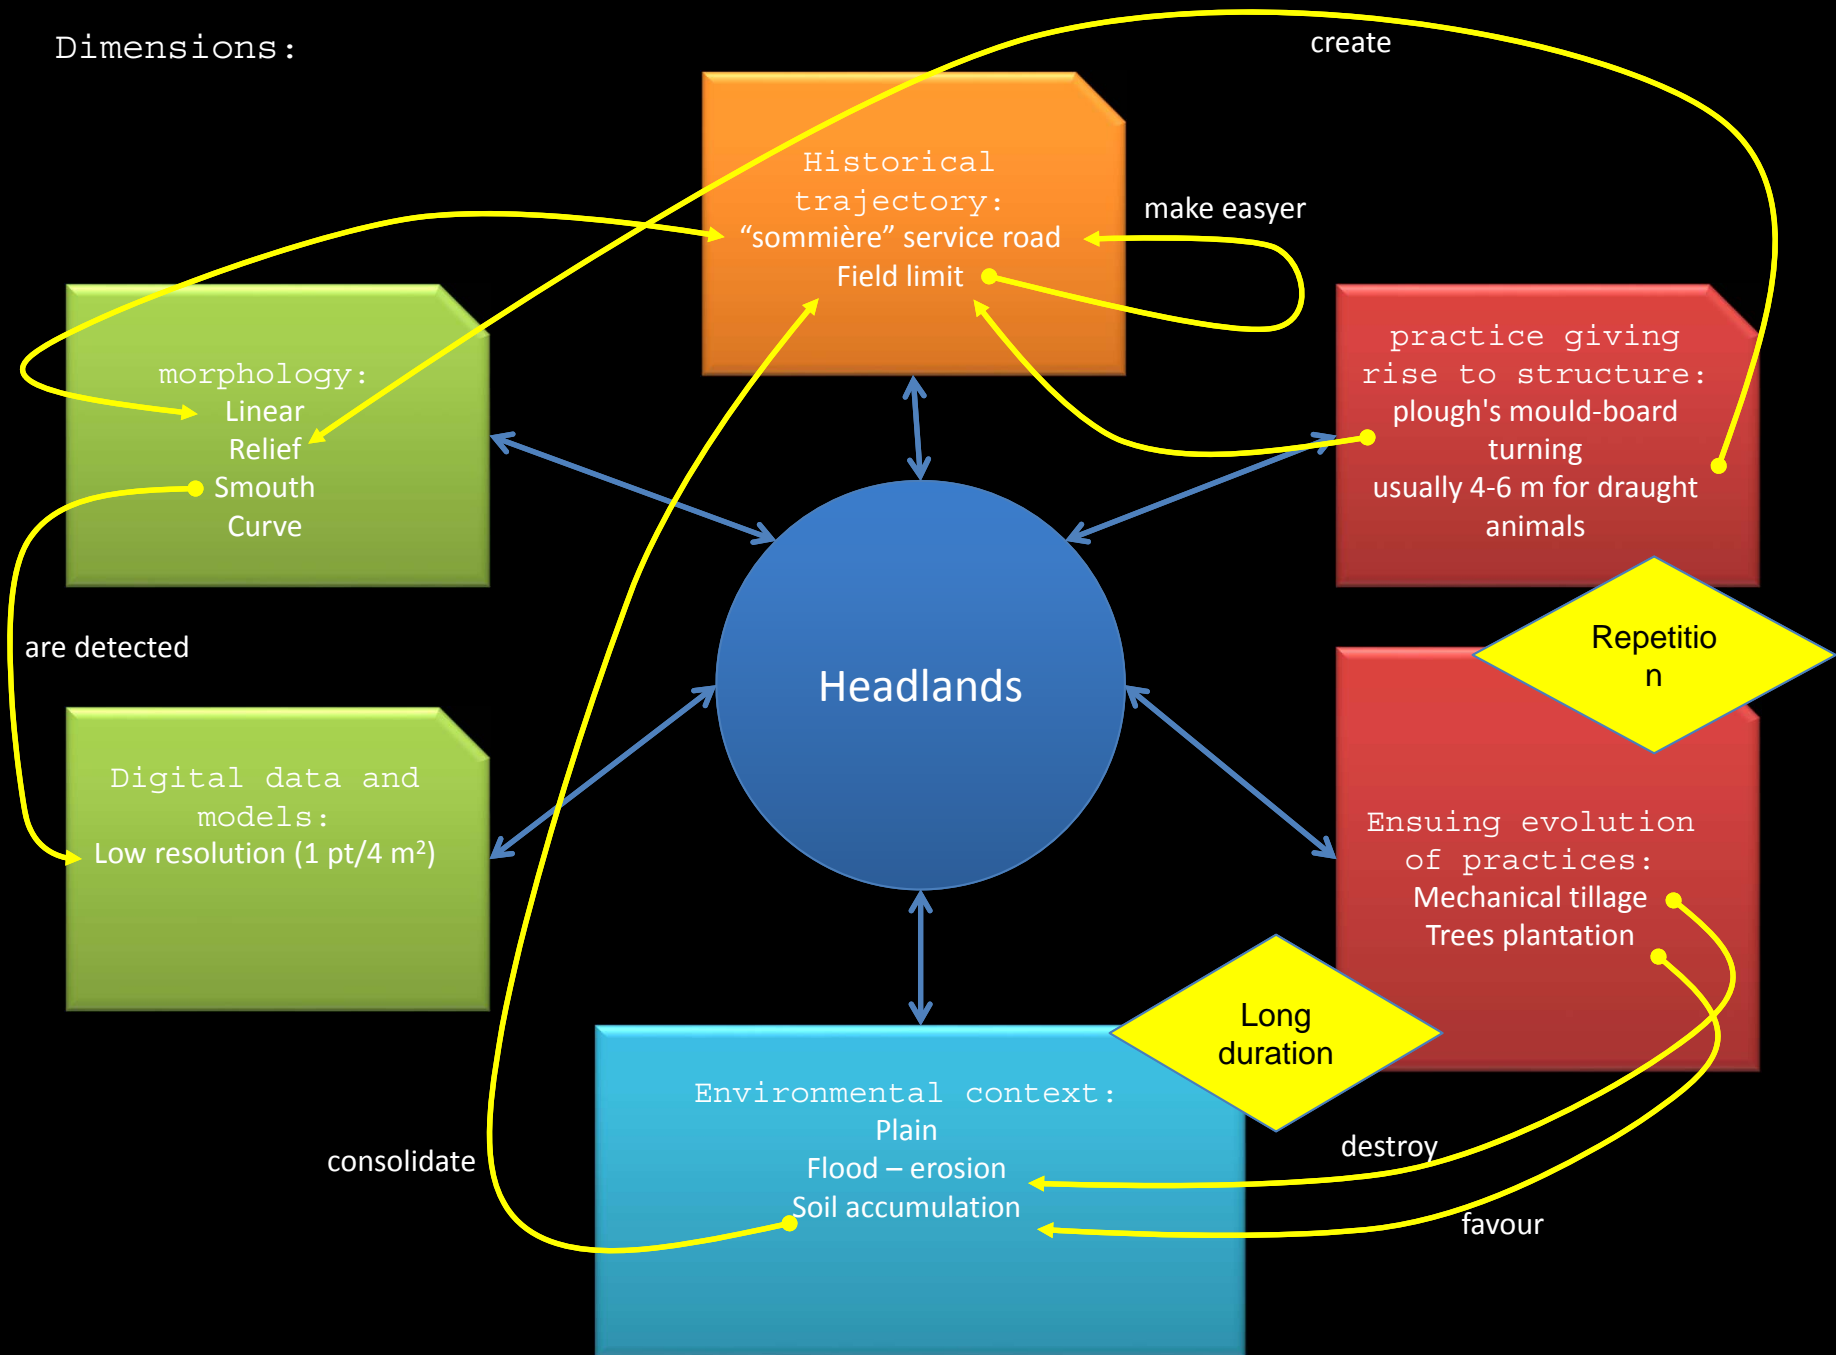 Dimensions:
create
Historical
trajectory:
“sommière” service road
Field limit
make easyer
morphology:
Linear
Relief
Smouth
Curve
practice giving
rise to structure:
plough's mould-board
turning
usually 4-6 m for draught
animals
are detected
Headlands
Repetitio
n
Digital data and
models:
Low resolution (1 pt/4 m²)
Ensuing evolution
of practices:
Mechanical tillage
Trees plantation
Long
duration
Environmental context:
Plain
Flood – erosion
Soil accumulation
consolidate
destroy
favour